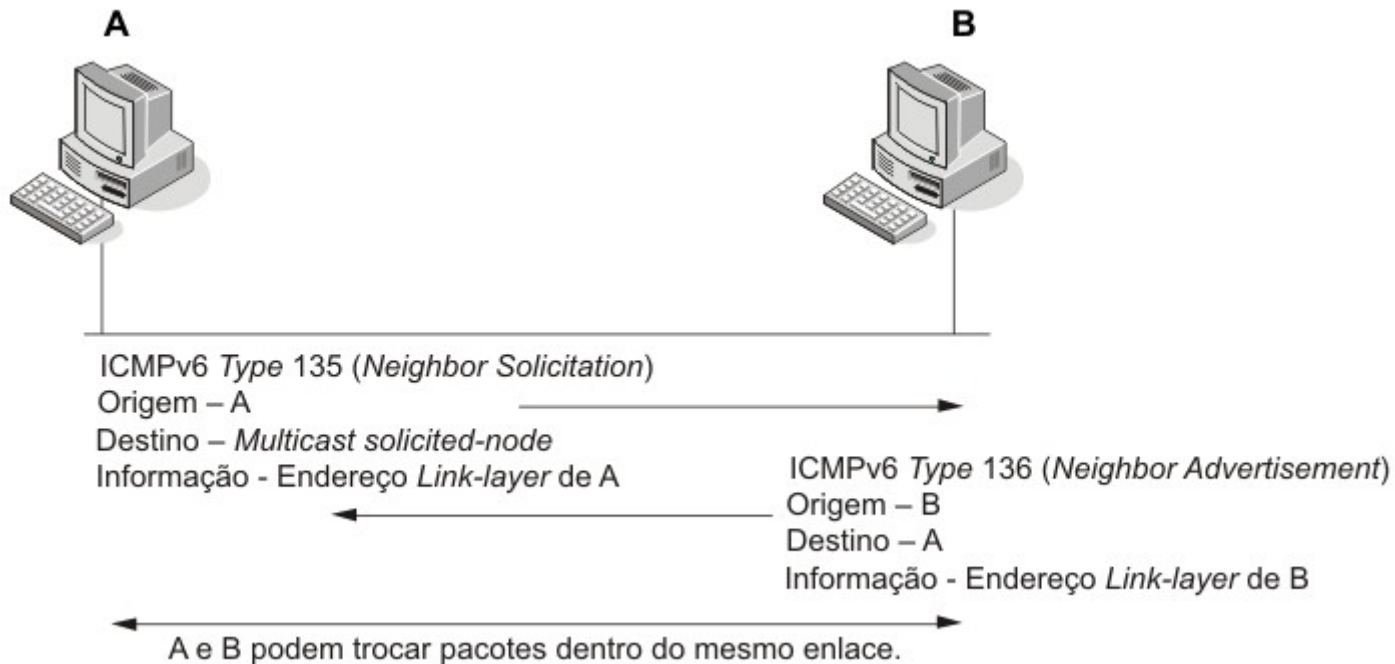 A
B
ICMPv6 Type 135 (Neighbor Solicitation)
Origem – A
Destino – Multicast solicited-node
Informação - Endereço Link-layer de A
ICMPv6 Type 136 (Neighbor Advertisement)
Origem – B
Destino – A
Informação - Endereço Link-layer de B
A e B podem trocar pacotes dentro do mesmo enlace.